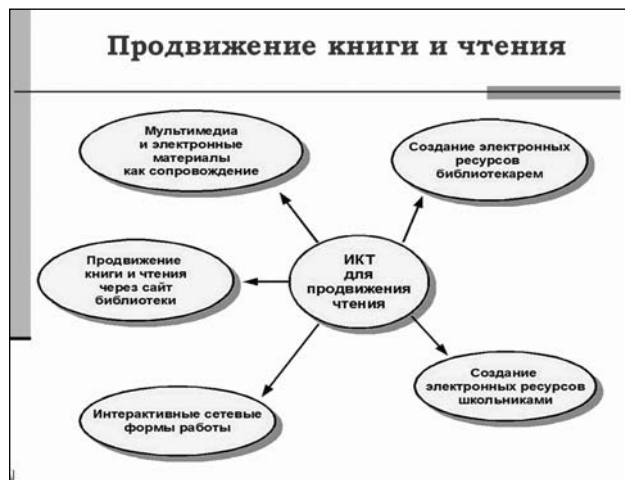 Продвижение книги и чтения
Мультимедиа
и электронные
материалы
как сопровождение
Создание электронных
ресурсов
библиотекарем
Продвижение
книги и чтения
через сайт
библиотеки
ИКТ
для
продвижения
чтения
Интерактивные сетевые
формы работы
Создание
электронных ресурсов
школьниками